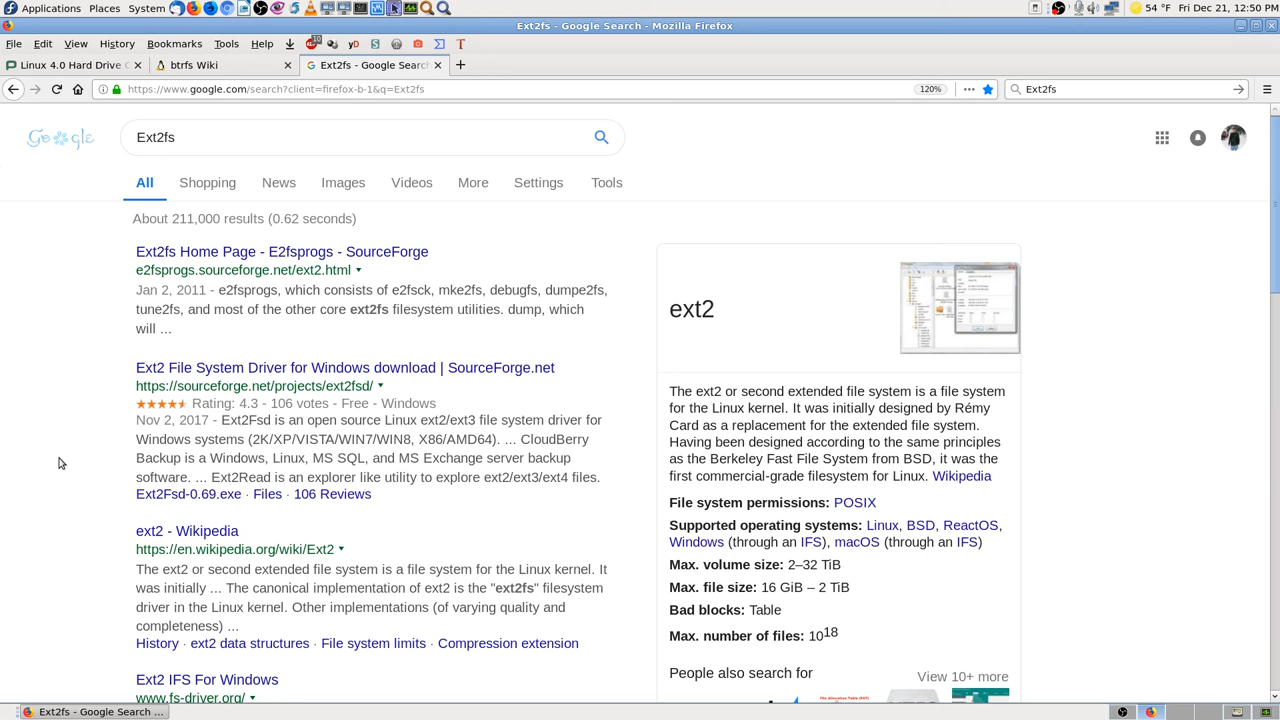 Applications Places System 54 °F Fri Dec 21, 12:50 PM
Ext2fs - Google Search - Mozilla Firefox
File Edit View History Bookmarks Tools Help 10 yD S T
Linux 4.0 Hard Drive btrfs Wiki Ext2fs - Google Search
https://www.google.com/search?client=firefox-b-1&q=Ext2fs 120% Ext2fs
Google Ext2fs
All Shopping News Images Videos More Settings Tools
About 211,000 results (0.62 seconds)
Ext2fs Home Page - E2fsprogs - SourceForge
e2fsprogs.sourceforge.net/ext2.html
Jan 2, 2011 - e2fsprogs, which consists of e2fsck, mke2fs, debugfs, dumpe2fs,
tune2fs, and most of the other core ext2fs filesystem utilities. dump, which
will ...
Ext2 File System Driver for Windows download | SourceForge.net
https://sourceforge.net/projects/ext2fsd/
Rating: 4.3 - 106 votes - Free - Windows
Nov 2, 2017 - Ext2Fsd is an open source Linux ext2/ext3 file system driver for
Windows systems (2K/XP/VISTA/WIN7/WIN8, X86/AMD64). ... CloudBerry
Backup is a Windows, Linux, MS SQL, and MS Exchange server backup
software. ... Ext2Read is an explorer like utility to explore ext2/ext3/ext4 files.
Ext2Fsd-0.69.exe · Files · 106 Reviews
ext2 - Wikipedia
https://en.wikipedia.org/wiki/Ext2
The ext2 or second extended file system is a file system for the Linux kernel. It
was initially ... The canonical implementation of ext2 is the "ext2fs" filesystem
driver in the Linux kernel. Other implementations (of varying quality and
completeness) ...
History · ext2 data structures · File system limits · Compression extension
Ext2 IFS For Windows
www.fs-driver.org/
ext2
The ext2 or second extended file system is a file system
for the Linux kernel. It was initially designed by Rémy
Card as a replacement for the extended file system.
Having been designed according to the same principles
as the Berkeley Fast File System from BSD, it was the
first commercial-grade filesystem for Linux. Wikipedia
File system permissions: POSIX
Supported operating systems: Linux, BSD, ReactOS,
Windows (through an IFS), macOS (through an IFS)
Max. volume size: 2–32 TiB
Max. file size: 16 GiB – 2 TiB
Bad blocks: Table
Max. number of files: 10^18
People also search for View 10+ more
Ext2fs - Google Search ...